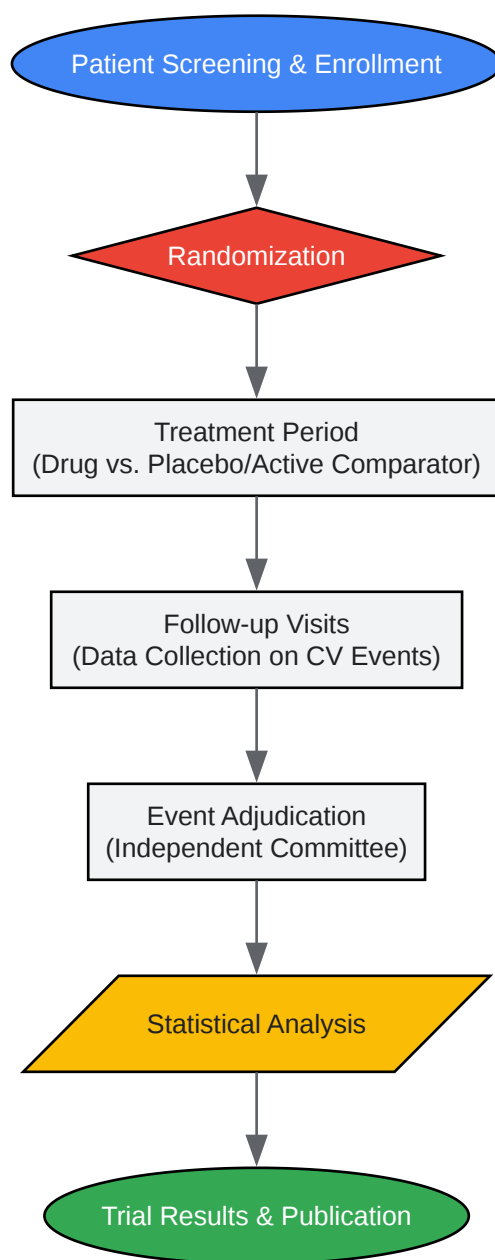 Patient Screening & Enrollment
Randomization
Treatment Period
(Drug vs. Placebo/Active Comparator)
Follow-up Visits
(Data Collection on CV Events)
Event Adjudication
(Independent Committee)
Statistical Analysis
Trial Results & Publication